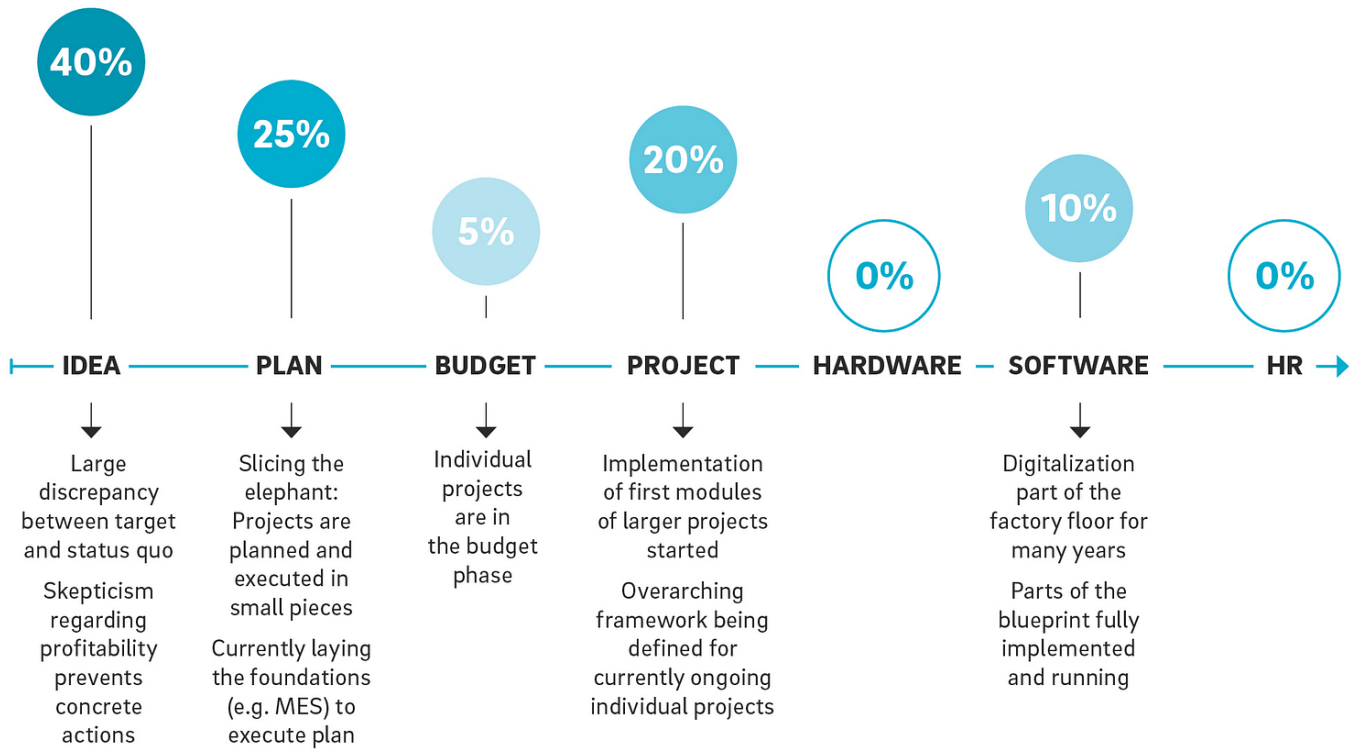 40%
25%
5%
20%
0%
10%
0%
IDEA
PLAN
BUDGET
PROJECT
HARDWARE
SOFTWARE
HR
Large
discrepancy
between target
and status quo
Skepticism
regarding
profitability
prevents
concrete
actions
Slicing the
elephant:
Projects are
planned and
executed in
small pieces
Currently laying
the foundations
(e.g. MES) to
execute plan
Individual
projects
are in
the budget
phase
Implementation
of first modules
of larger projects
started
Overarching
framework being
defined for
currently ongoing
individual projects
Digitalization
part of the
factory floor for
many years
Parts of the
blueprint fully
implemented
and running